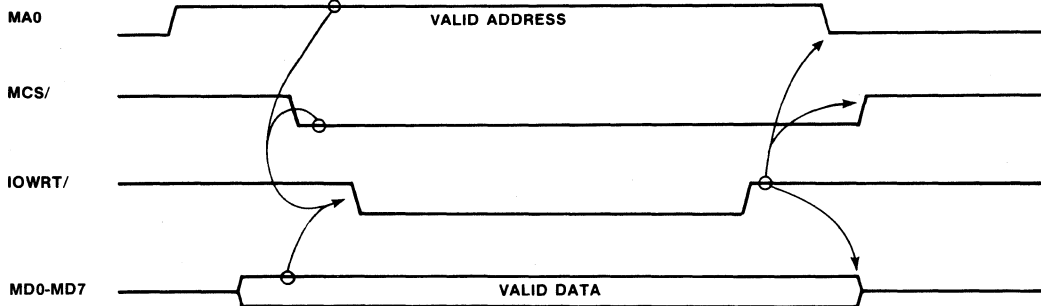 MA0
VALID ADDRESS
MCS/
IOWRT/
MD0-MD7
VALID DATA